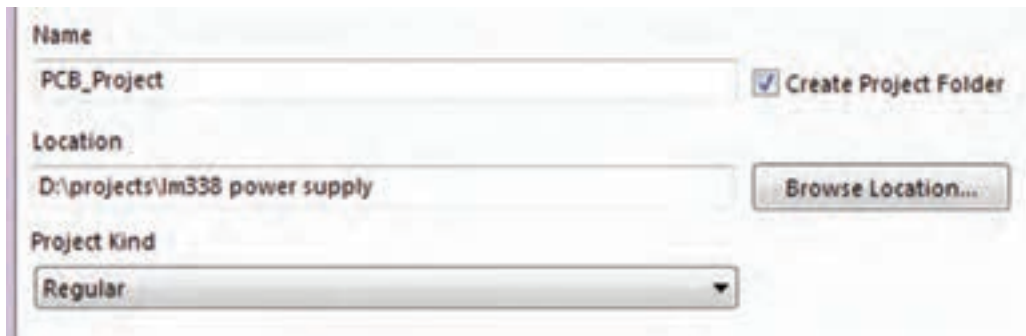 Name
PCB_Project
Create Project Folder
Location
D:\projects\lm338 power supply
Browse Location...
Project Kind
Regular